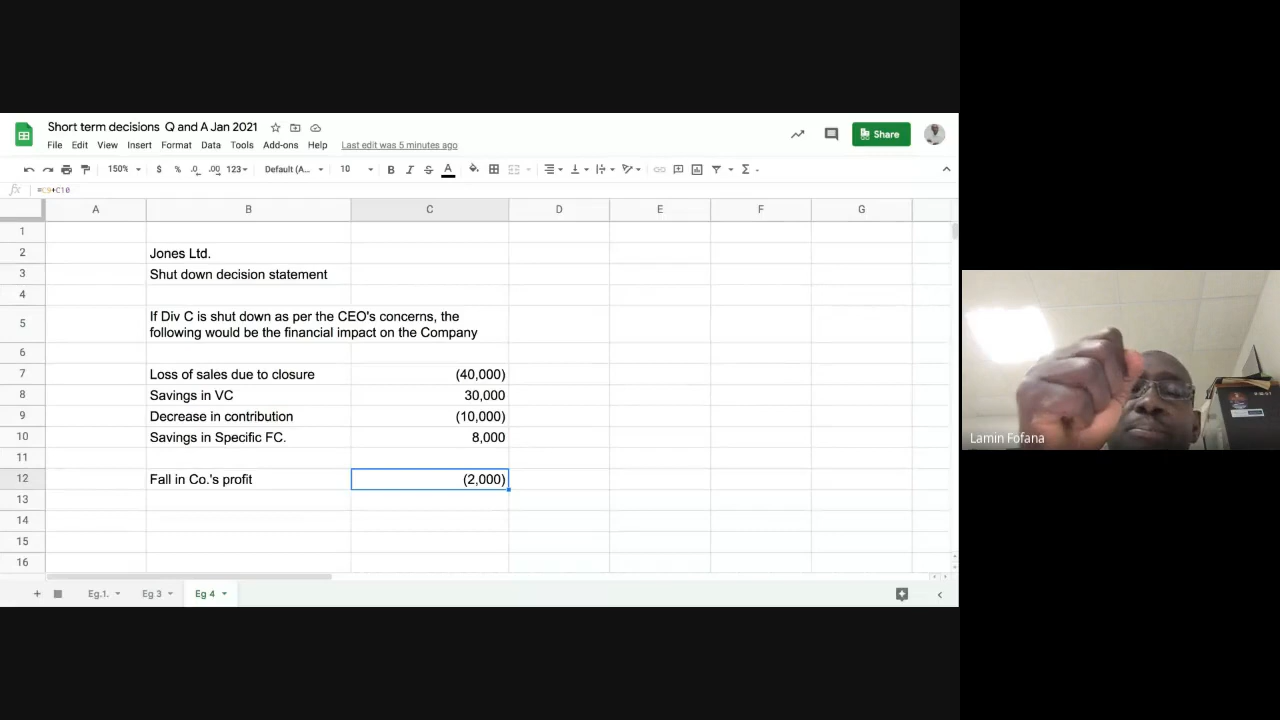 Short term decisions Q and A Jan 2021
File Edit View Insert Format Data Tools Add-ons Help Last edit was 5 minutes ago
Share
150% $ % .0 .00 123 Default (A... 10 B I S A
fx =C9+C10
A B C D E F G
1
2 Jones Ltd.
3 Shut down decision statement
4
5 If Div C is shut down as per the CEO's concerns, the
following would be the financial impact on the Company
6
7 Loss of sales due to closure (40,000)
8 Savings in VC 30,000
9 Decrease in contribution (10,000)
10 Savings in Specific FC. 8,000
11
12 Fall in Co.'s profit (2,000)
13
14
15
16
Eg.1. Eg 3 Eg 4
Lamin Fofana